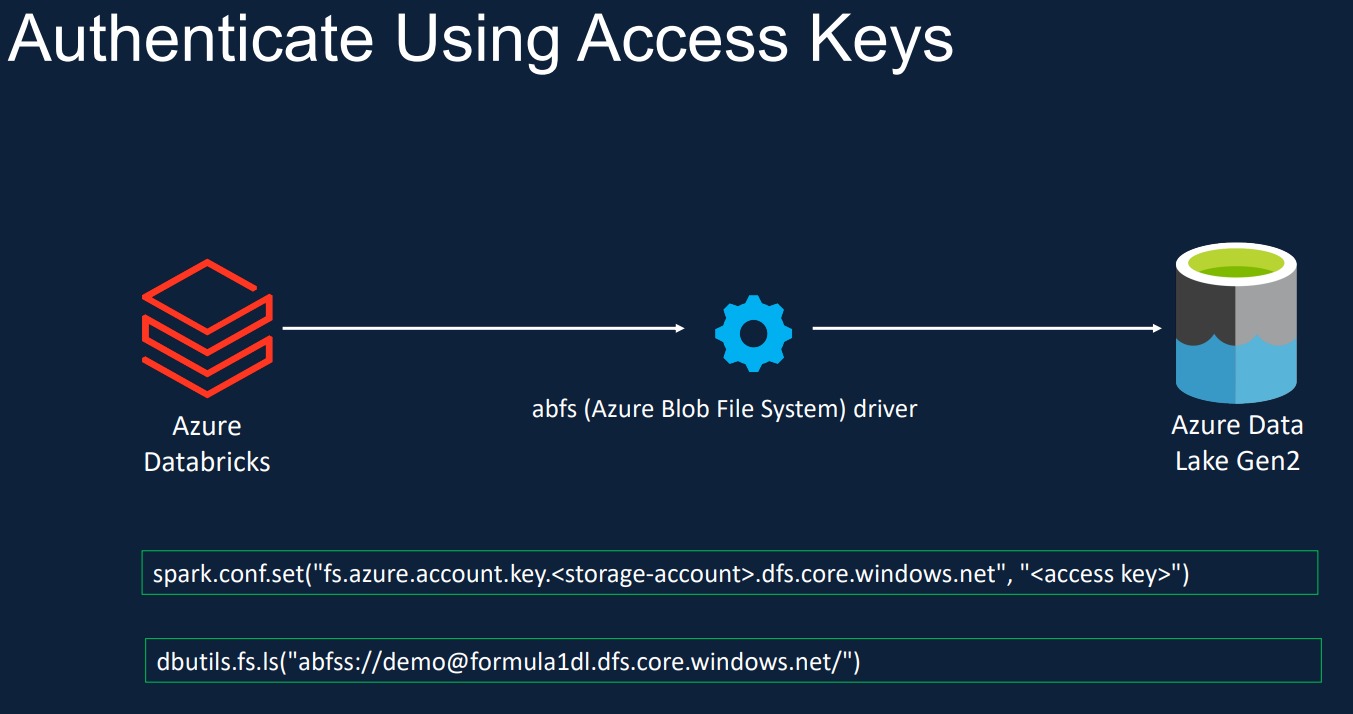 Authenticate Using Access Keys
abfs (Azure Blob File System) driver
Azure
Databricks
Azure Data
Lake Gen2
spark.conf.set("fs.azure.account.key.<storage-account>.dfs.core.windows.net", "<access key>")
dbutils.fs.ls("abfss://demo@formula1dl.dfs.core.windows.net/")